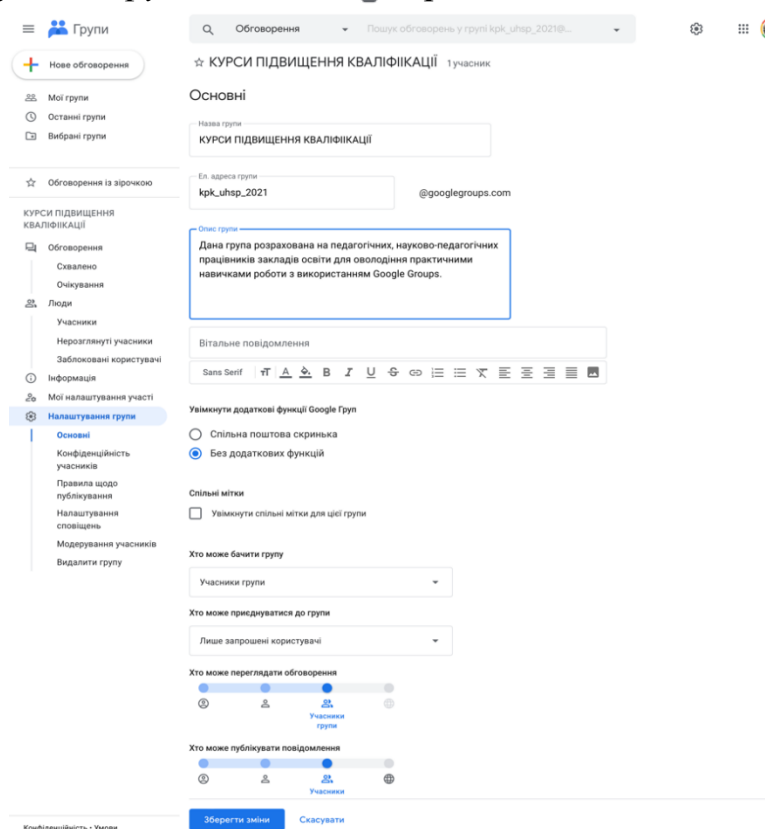 Групи
Обговорення
Пошук обговорень у групі kpk_uhsp_2021@...
Нове обговорення
☆ КУРСИ ПІДВИЩЕННЯ КВАЛІФІІКАЦІЇ 1 учасник
Мої групи
Останні групи
Вибрані групи
Обговорення із зірочкою
КУРСИ ПІДВИЩЕННЯ
КВАЛІФІІКАЦІЇ
Обговорення
Схвалено
Очікування
Люди
Учасники
Нерозглянуті учасники
Заблоковані користувачі
Інформація
Мої налаштування участі
Налаштування групи
Основні
Конфіденційність
учасників
Правила щодо
публікування
Налаштування
сповіщень
Модерування учасників
Видалити групу
Основні
Назва групи
КУРСИ ПІДВИЩЕННЯ КВАЛІФІІКАЦІЇ
Ел. адреса групи
kpk_uhsp_2021
@googlegroups.com
Опис групи
Дана група розрахована на педагогічних, науково-педагогічних
працівників закладів освіти для оволодіння практичними
навичками роботи з використанням Google Groups.
Вітальне повідомлення
Sans Serif
Увімкнути додаткові функції Google Груп
Спільна поштова скринька
Без додаткових функцій
Спільні мітки
Увімкнути спільні мітки для цієї групи
Хто може бачити групу
Учасники групи
Хто може приєднуватися до групи
Лише запрошені користувачі
Хто може переглядати обговорення
Учасники
групи
Хто може публікувати повідомлення
Учасники
Зберегти зміни
Скасувати
Конфіденційність • Умови